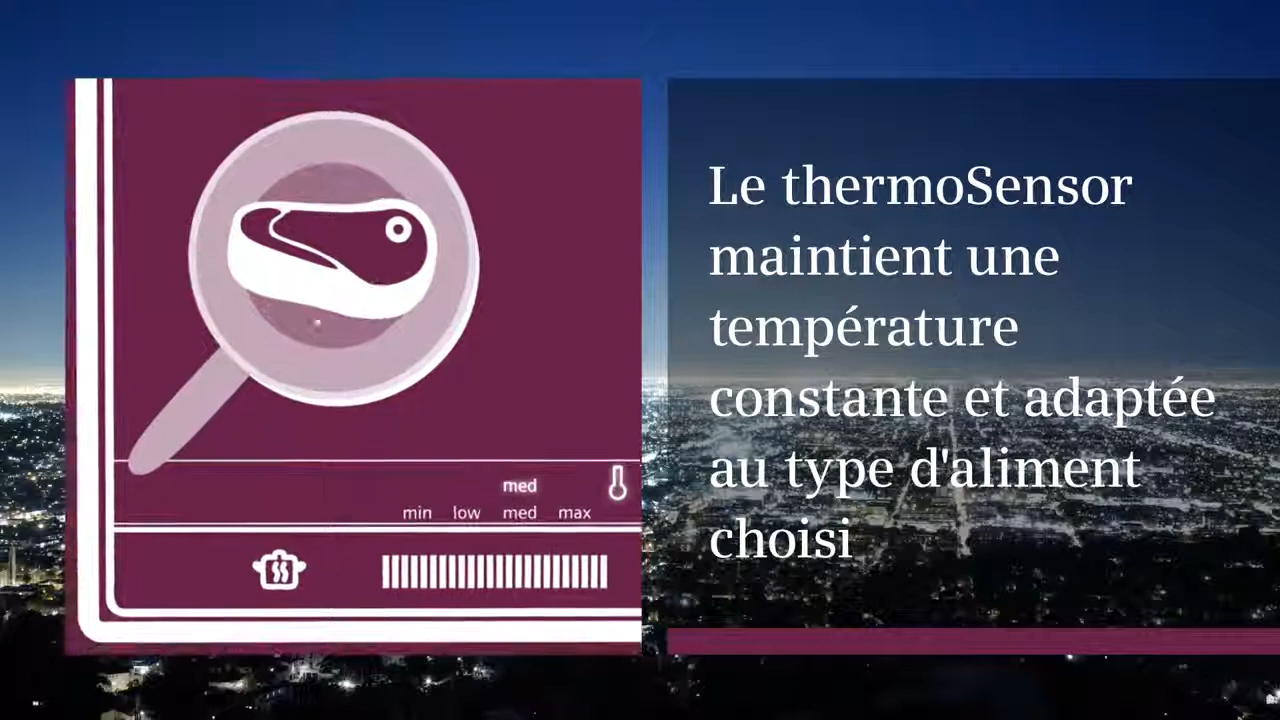 med
min low med max
Le thermoSensor
maintient une
température
constante et adaptée
au type d'aliment
choisi